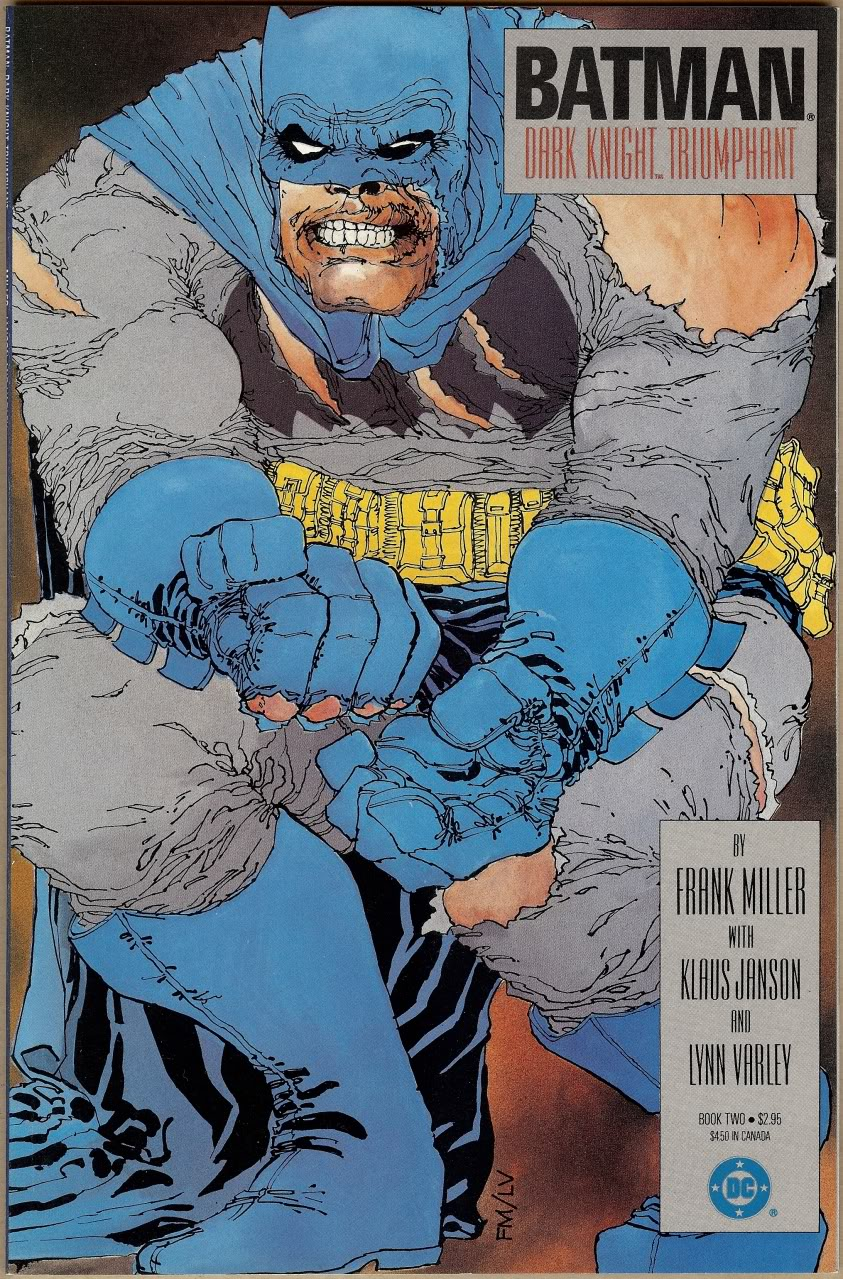 BATMAN®
DARK KNIGHT™ TRIUMPHANT
BY
FRANK MILLER
WITH
KLAUS JANSON
AND
LYNN VARLEY
BOOK TWO • $2.95
$4.50 IN CANADA
DC®
FM/LV